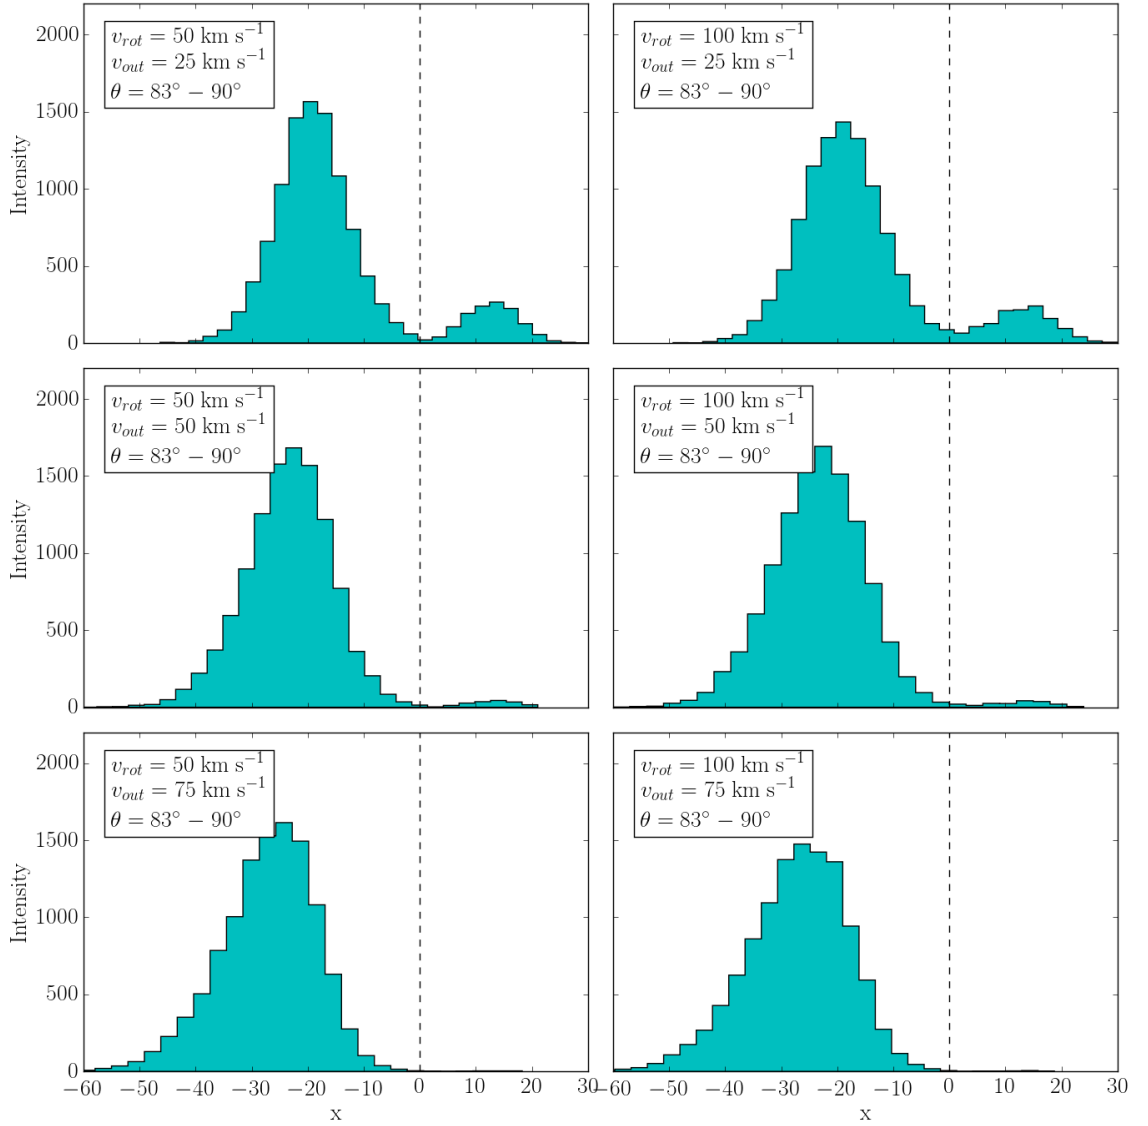 2000
1500
1000
500
0
Intensity
v_rot = 50 km s⁻¹
v_out = 25 km s⁻¹
θ = 83° − 90°
v_rot = 100 km s⁻¹
v_out = 25 km s⁻¹
θ = 83° − 90°
2000
1500
1000
500
0
Intensity
v_rot = 50 km s⁻¹
v_out = 50 km s⁻¹
θ = 83° − 90°
v_rot = 100 km s⁻¹
v_out = 50 km s⁻¹
θ = 83° − 90°
2000
1500
1000
500
0
Intensity
v_rot = 50 km s⁻¹
v_out = 75 km s⁻¹
θ = 83° − 90°
v_rot = 100 km s⁻¹
v_out = 75 km s⁻¹
θ = 83° − 90°
−60 −50 −40 −30 −20 −10 0 10 20 30
x
−60 −50 −40 −30 −20 −10 0 10 20 30
x